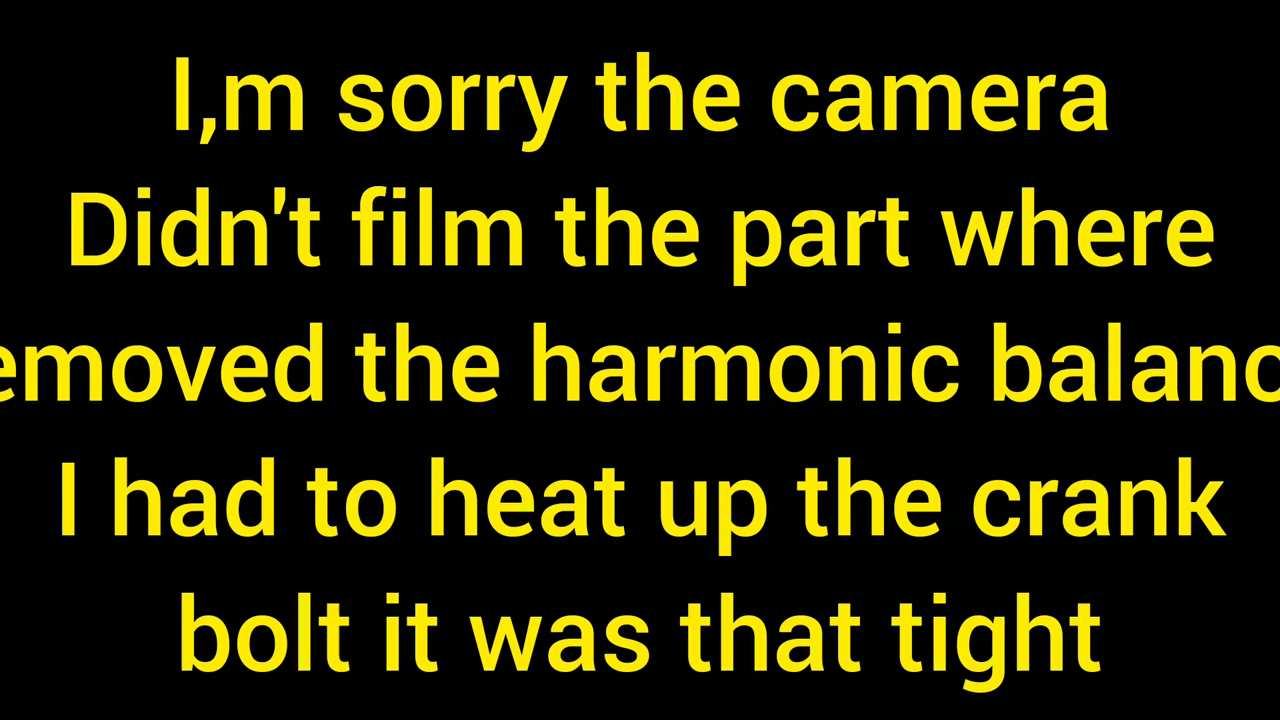 I,m sorry the camera
Didn't film the part where
emoved the harmonic balanc
I had to heat up the crank
bolt it was that tight